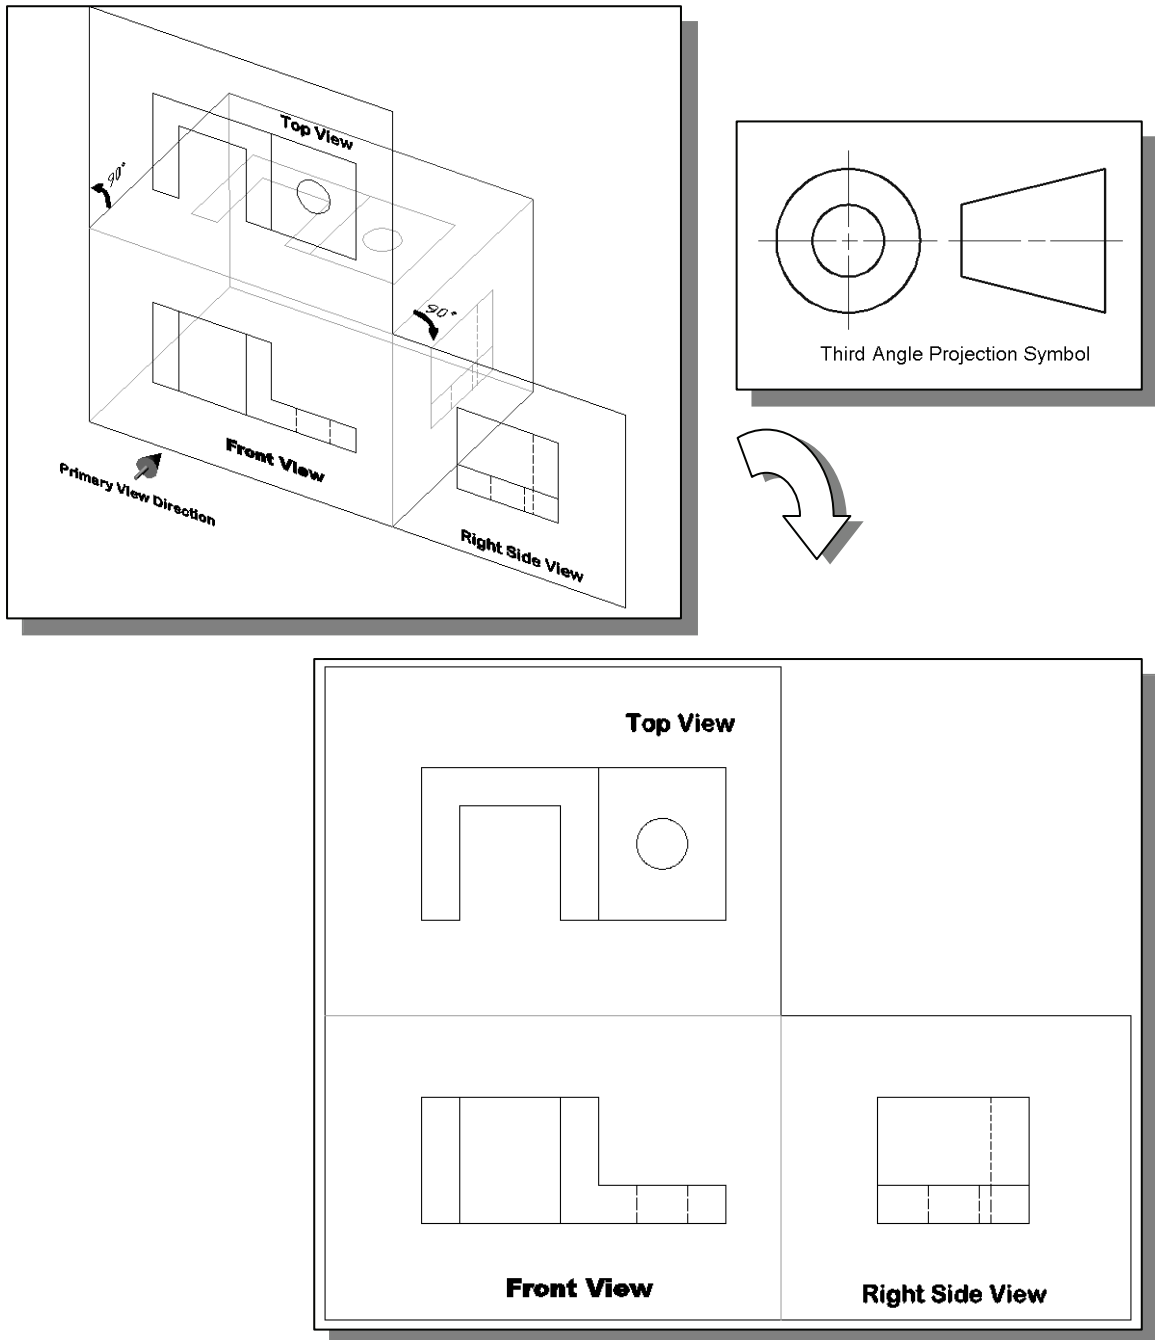 Top View
90°
90°
Front View
Primary View Direction
Right Side View
Third Angle Projection Symbol
Top View
Front View
Right Side View